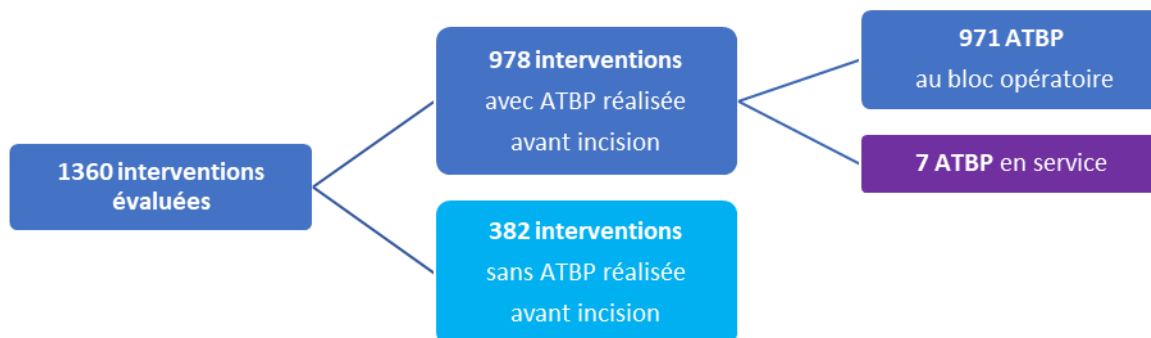 1360 interventions
évaluées
978 interventions
avec ATBP réalisée
avant incision
382 interventions
sans ATBP réalisée
avant incision
971 ATBP
au bloc opératoire
7 ATBP en service